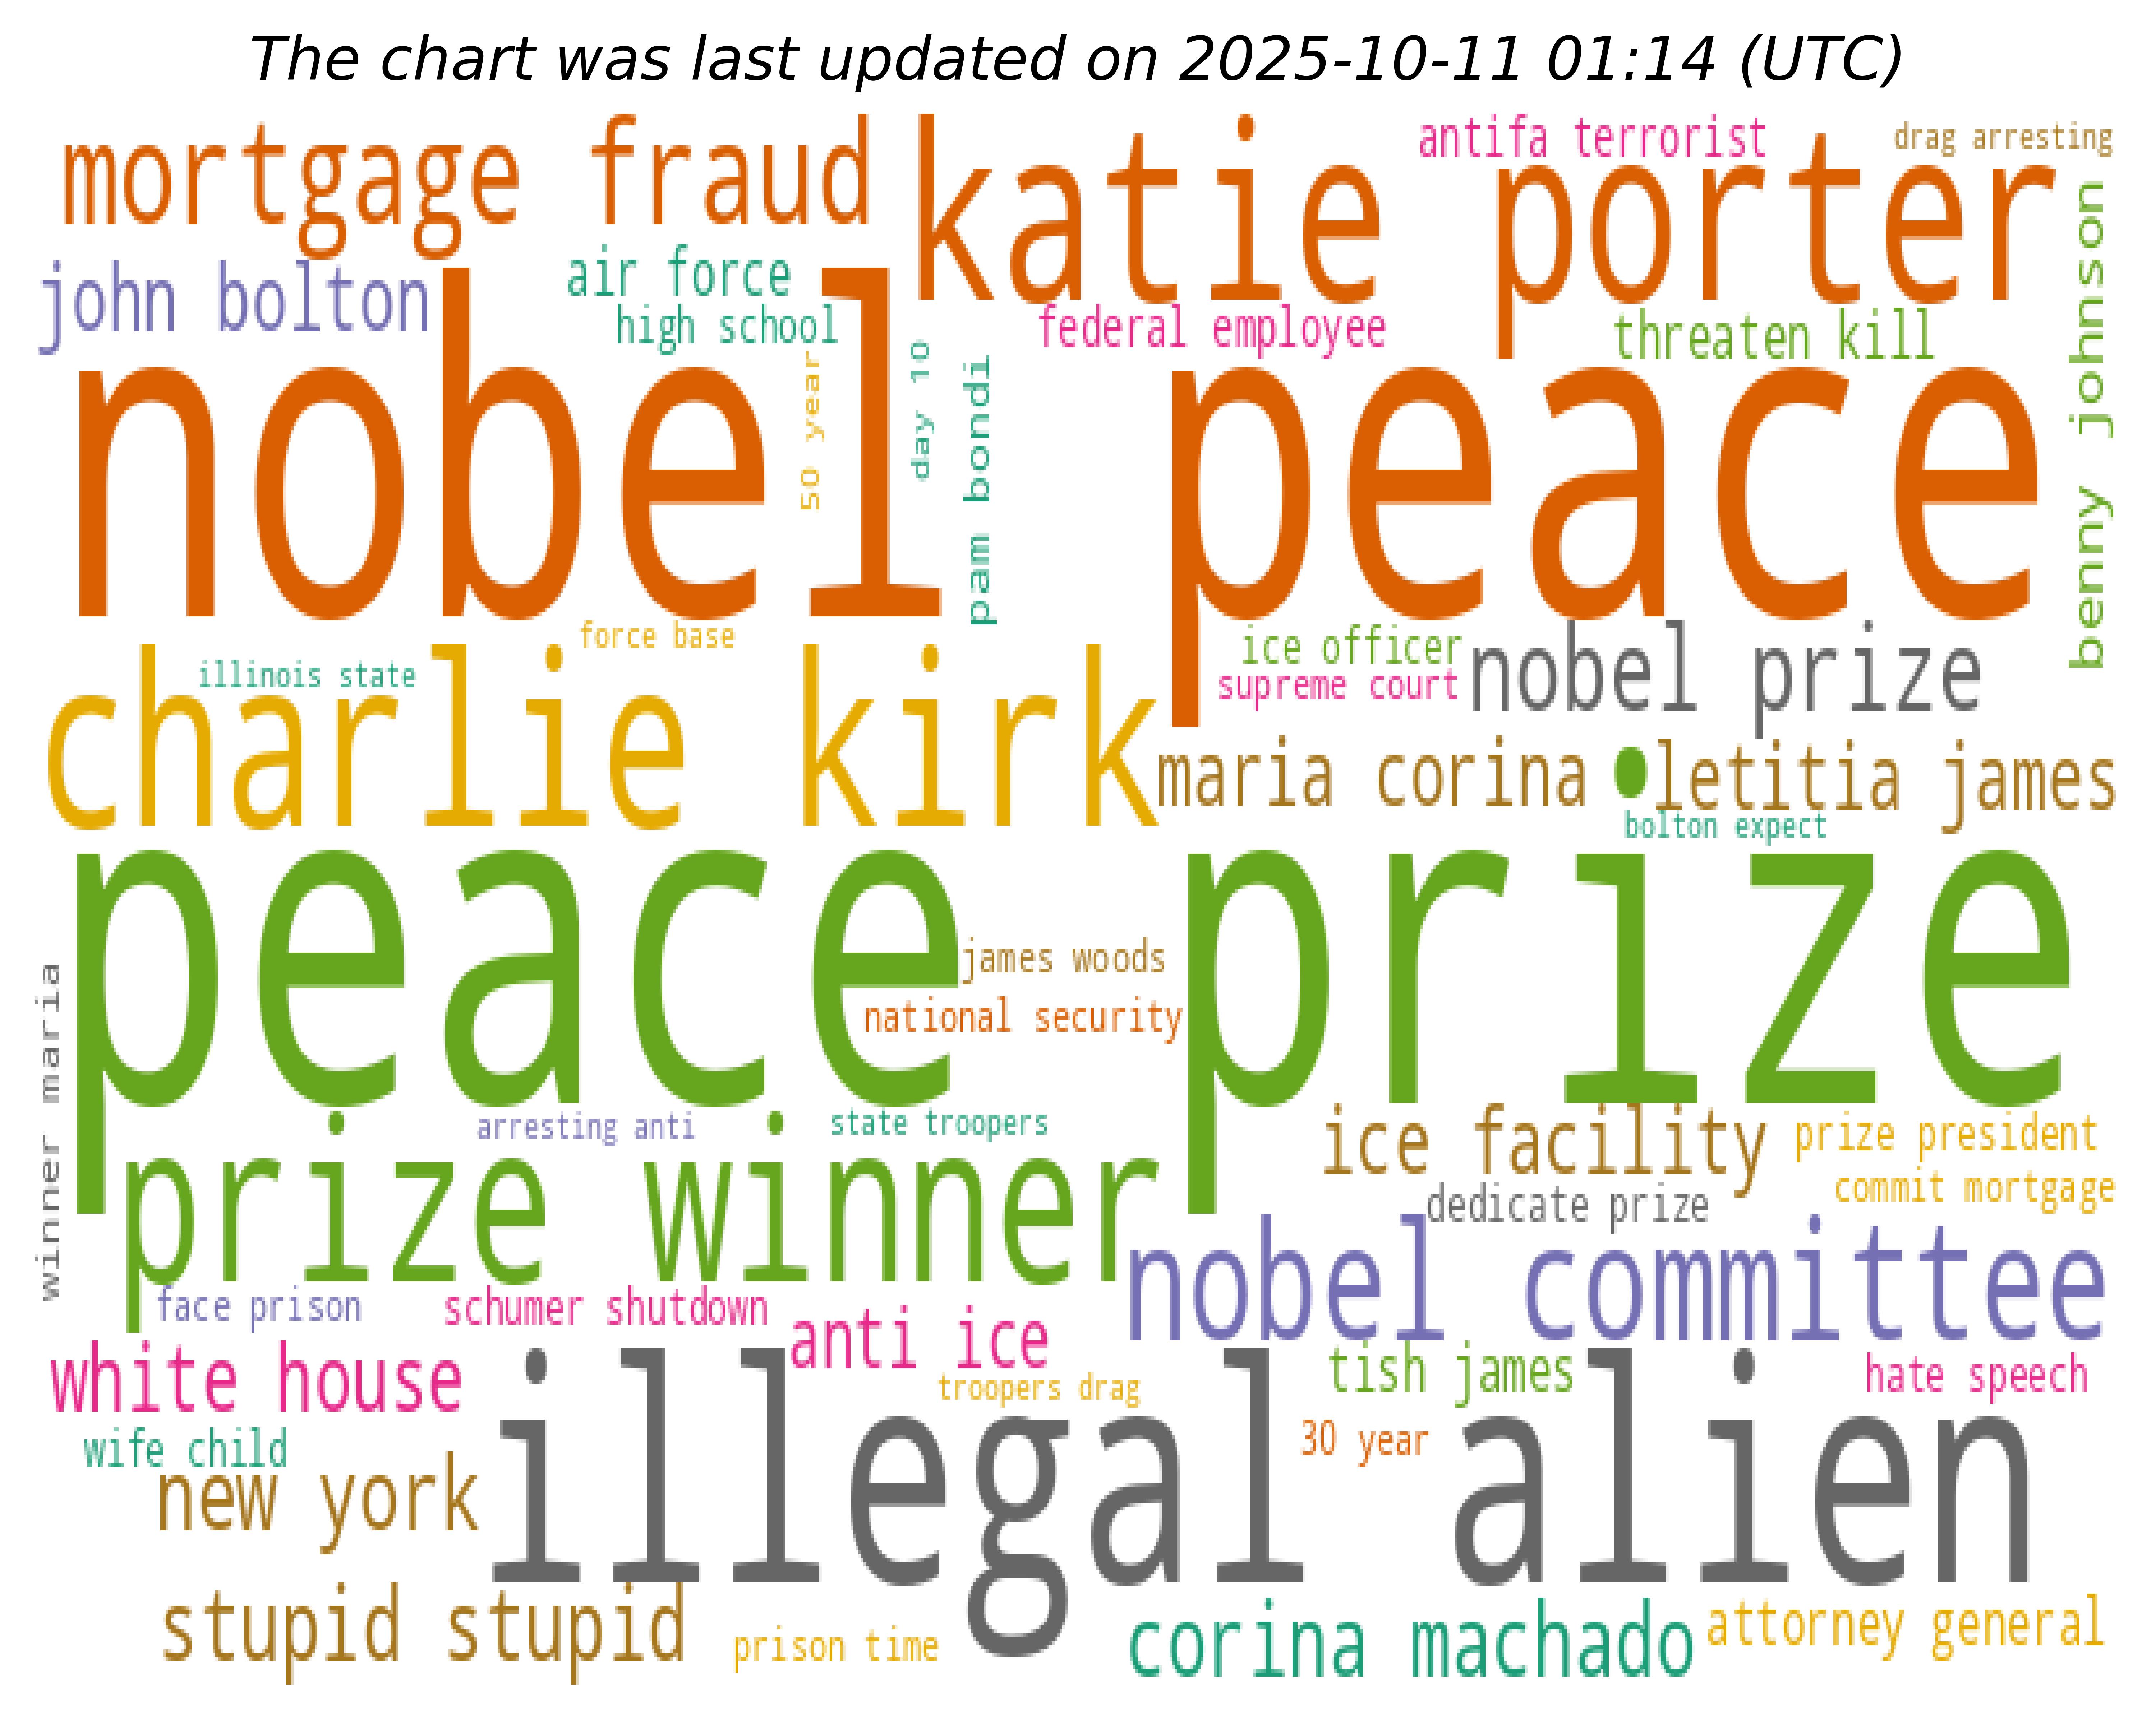 The chart was last updated on 2025-10-11 01:14 (UTC)
mortgage fraud
katie porter
antifa terrorist
drag arresting
john bolton
air force
high school
federal employee
threaten kill
benny johnson
nobel peace
50 year
day 10
pam bondi
force base
illinois state
charlie kirk
ice officer
supreme court
nobel prize
maria corina
letitia james
bolton expect
peace prize
james woods
national security
winner maria
arresting anti
state troopers
prize winner
ice facility
prize president
commit mortgage
dedicate prize
nobel committee
face prison
schumer shutdown
anti ice
white house
troopers drag
tish james
hate speech
illegal alien
wife child
30 year
new york
stupid stupid
prison time
corina machado
attorney general